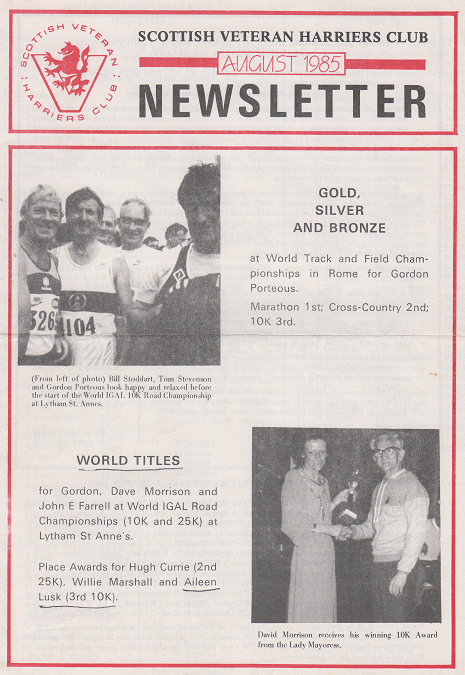 SCOTTISH VETERAN
HARRIERS CLUB
SCOTTISH VETERAN HARRIERS CLUB
AUGUST 1985
NEWSLETTER
GOLD,
SILVER
AND BRONZE
at World Track and Field Cham-
pionships in Rome for Gordon
Porteous.
Marathon 1st; Cross-Country 2nd;
10K 3rd.
326
104
(From left of photo) Bill Stoddart, Tom Stevenson
and Gordon Porteous look happy and relaxed before
the start of the World IGAL 10K Road Championship
at Lytham St. Annes.
WORLD TITLES
for Gordon, Dave Morrison and
John E Farrell at World IGAL Road
Championships (10K and 25K) at
Lytham St Anne's.
Place Awards for Hugh Currie (2nd
25K), Willie Marshall and Aileen
Lusk (3rd 10K).
David Morrison receives his winning 10K Award
from the Lady Mayoress.